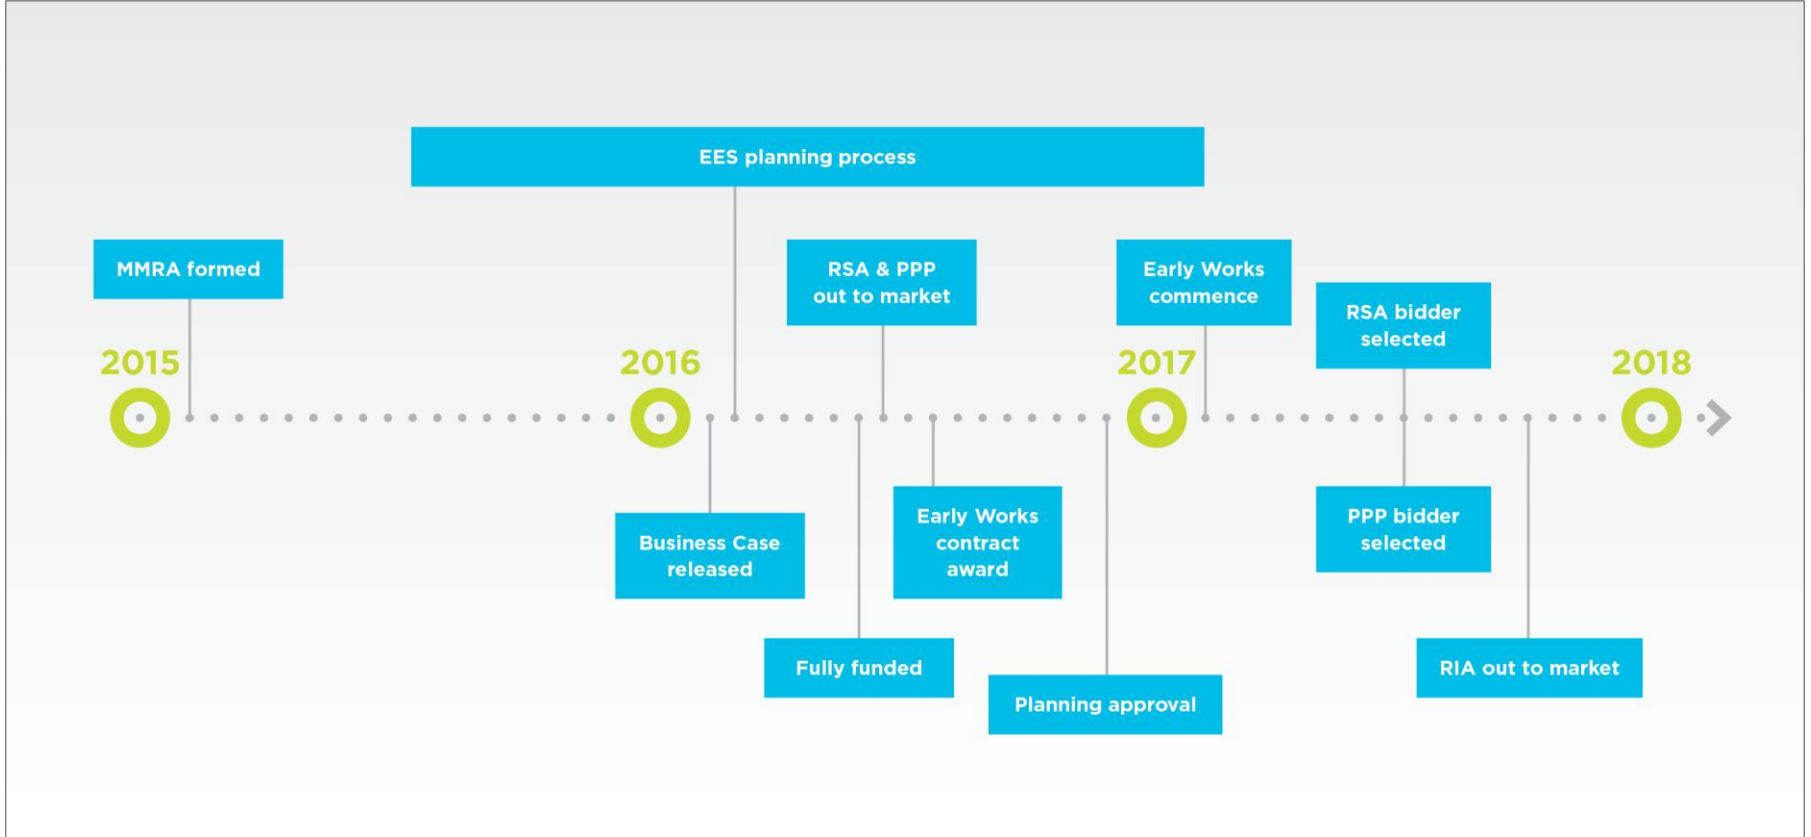 EES planning process
MMRA formed
RSA & PPP
out to market
Early Works
commence
RSA bidder
selected
2015
2016
2017
2018
Business Case
released
Early Works
contract
award
PPP bidder
selected
Fully funded
Planning approval
RIA out to market